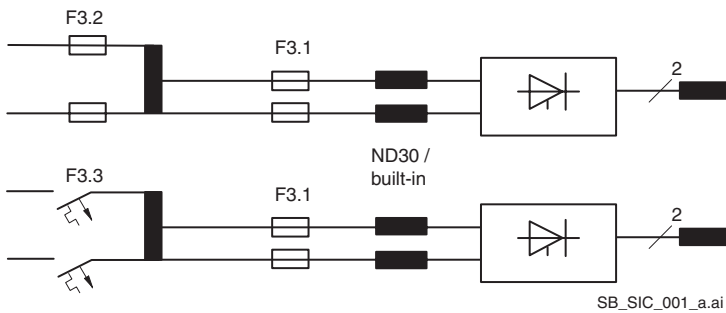 F3.2
F3.1
2
ND30 /
built-in
F3.3
F3.1
2
SB_SIC_001_a.ai